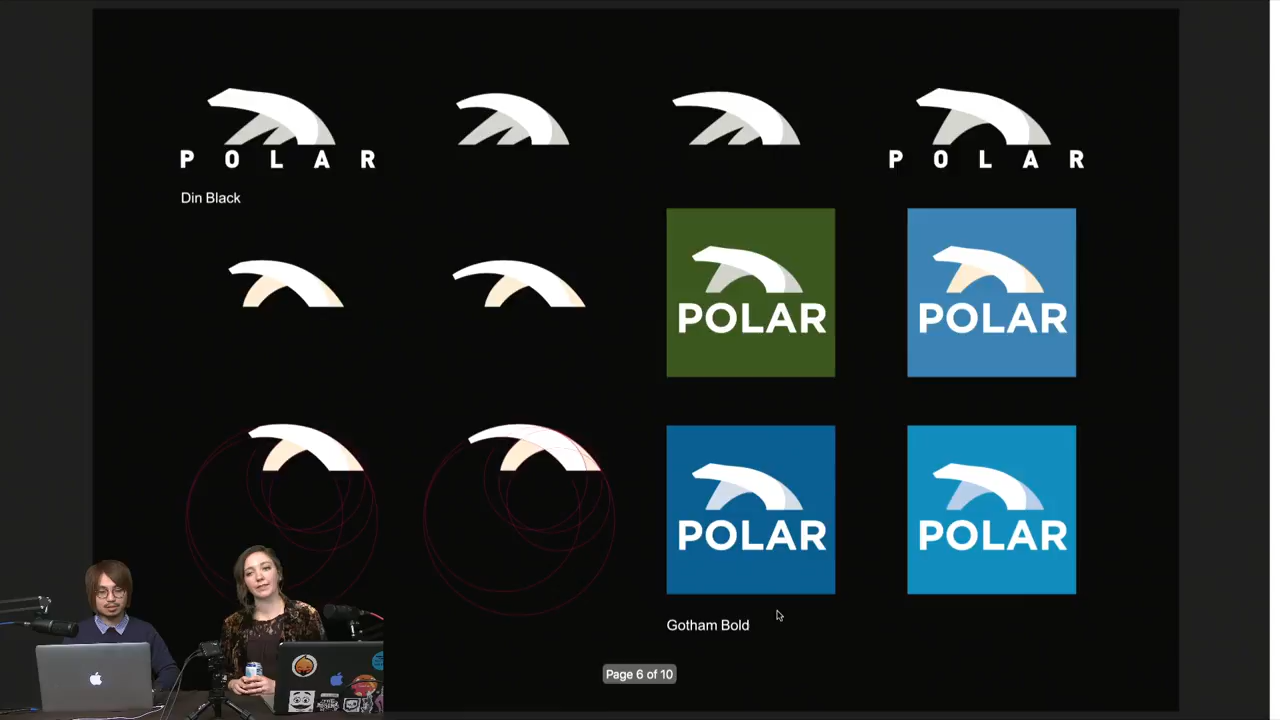 P O L A R
P O L A R
Din Black
POLAR
POLAR
POLAR
POLAR
Gotham Bold
Page 6 of 10